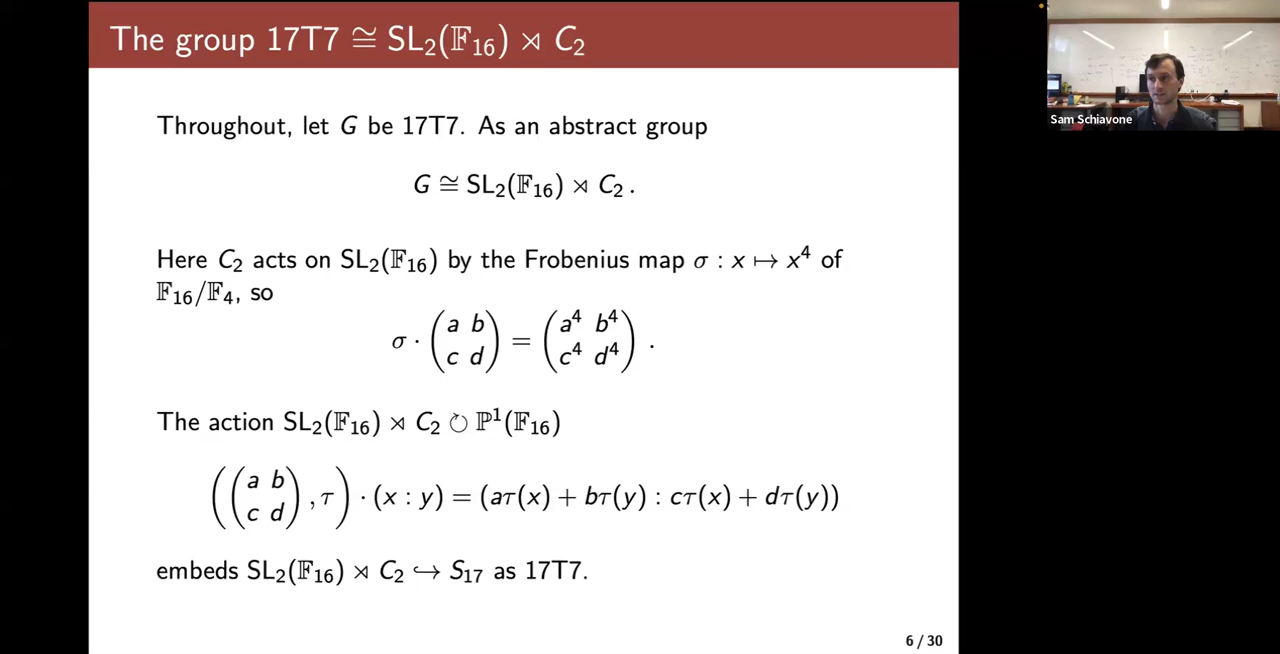 The group 17T7 ≅ SL₂(𝔽₁₆) ⋊ C₂
Throughout, let G be 17T7. As an abstract group
G ≅ SL₂(𝔽₁₆) ⋊ C₂ .
Here C₂ acts on SL₂(𝔽₁₆) by the Frobenius map σ : x ↦ x⁴ of
𝔽₁₆/𝔽₄, so
σ · (a b; c d) = (a⁴ b⁴; c⁴ d⁴) .
The action SL₂(𝔽₁₆) ⋊ C₂ ↻ ℙ¹(𝔽₁₆)
((a b; c d), τ) · (x : y) = (aτ(x) + bτ(y) : cτ(x) + dτ(y))
embeds SL₂(𝔽₁₆) ⋊ C₂ ↪ S₁₇ as 17T7.
6 / 30
Sam Schiavone